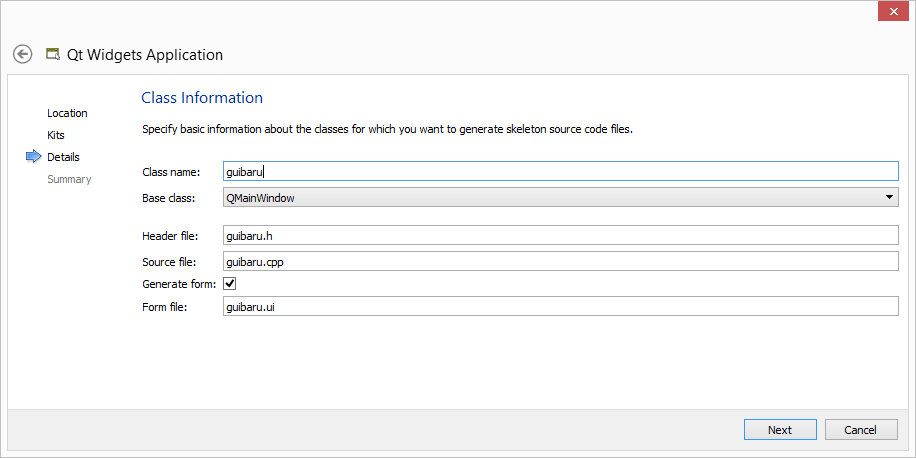 Qt Widgets Application
Location
Kits
Details
Summary
Class Information
Specify basic information about the classes for which you want to generate skeleton source code files.
Class name: guibaru
Base class: QMainWindow
Header file: guibaru.h
Source file: guibaru.cpp
Generate form:
Form file: guibaru.ui
Next Cancel